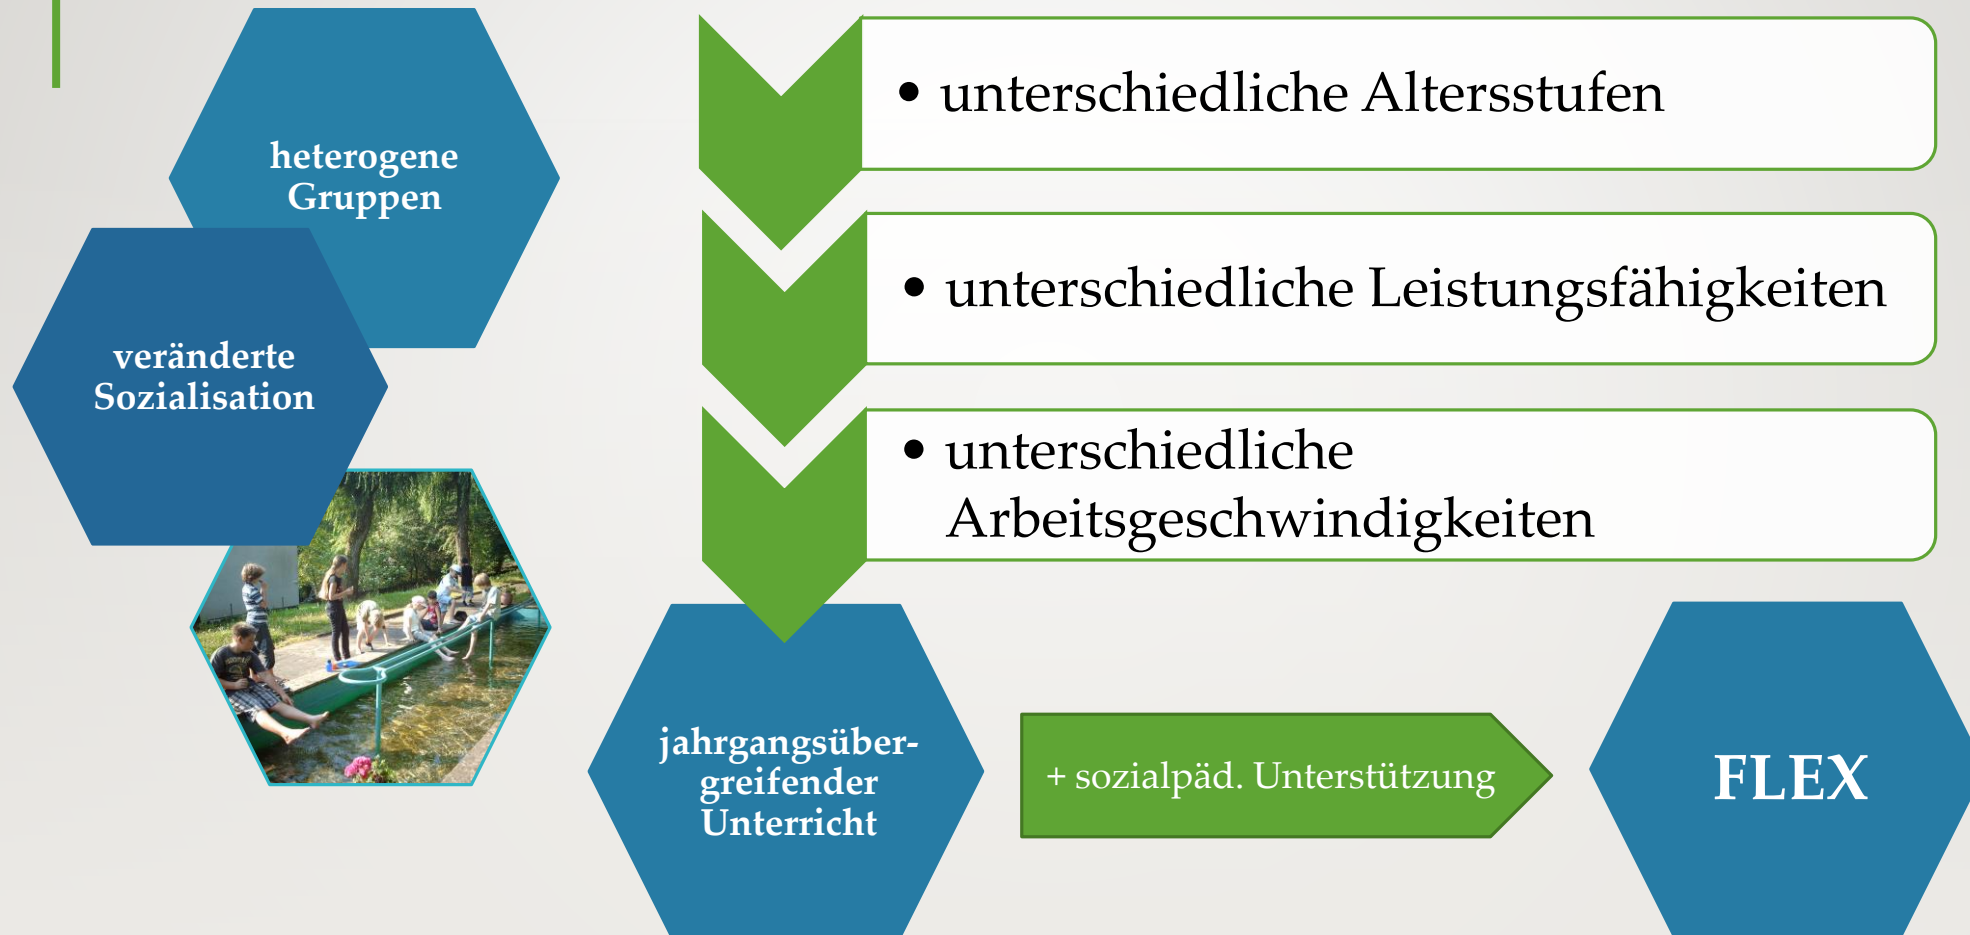 heterogene
Gruppen
veränderte
Sozialisation
• unterschiedliche Altersstufen
• unterschiedliche Leistungsfähigkeiten
• unterschiedliche
Arbeitsgeschwindigkeiten
jahrgangsüber-
greifender
Unterricht
+ sozialpäd. Unterstützung
FLEX